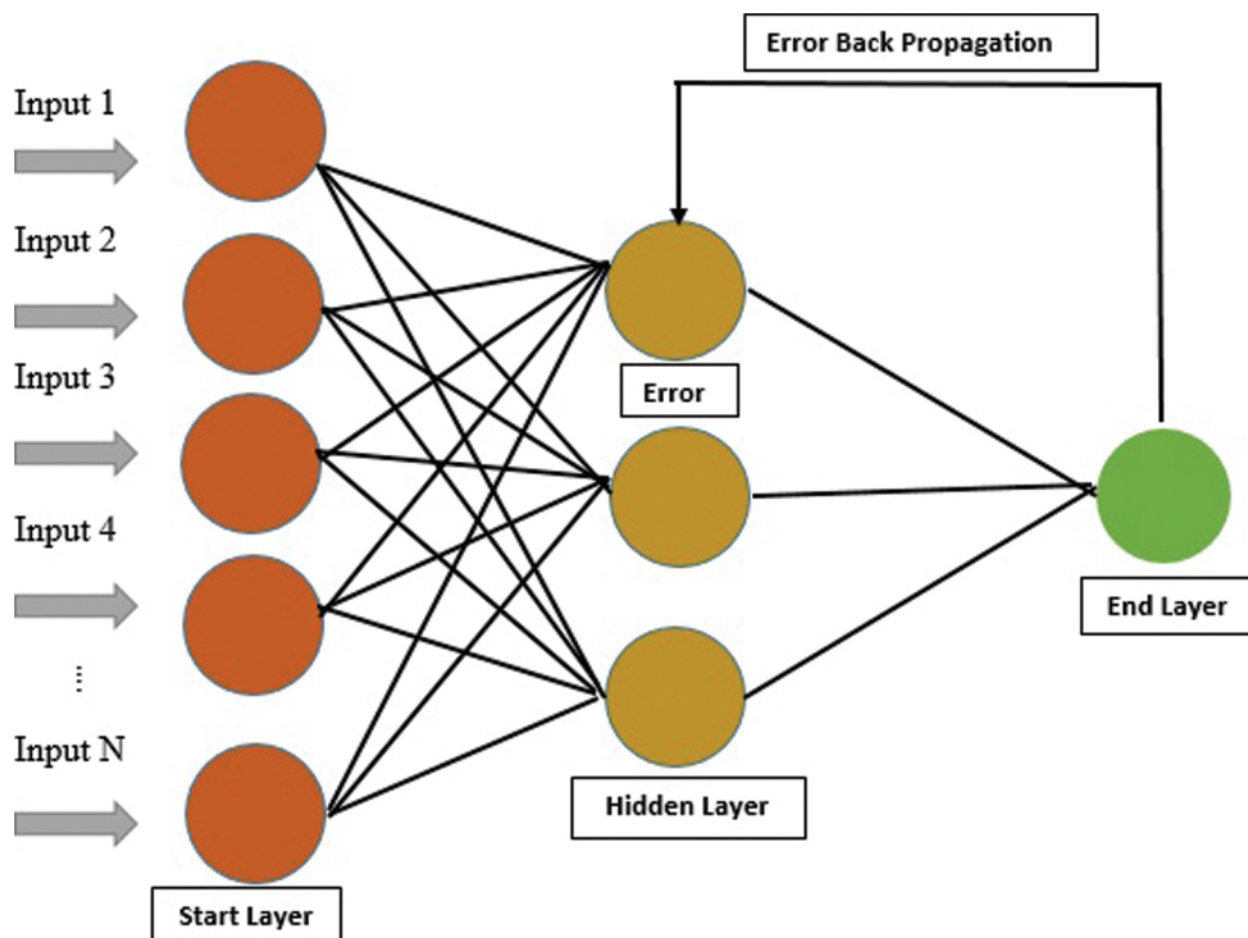 Error Back Propagation
Input 1
Input 2
Input 3
Error
Input 4
End Layer
Input N
Hidden Layer
Start Layer